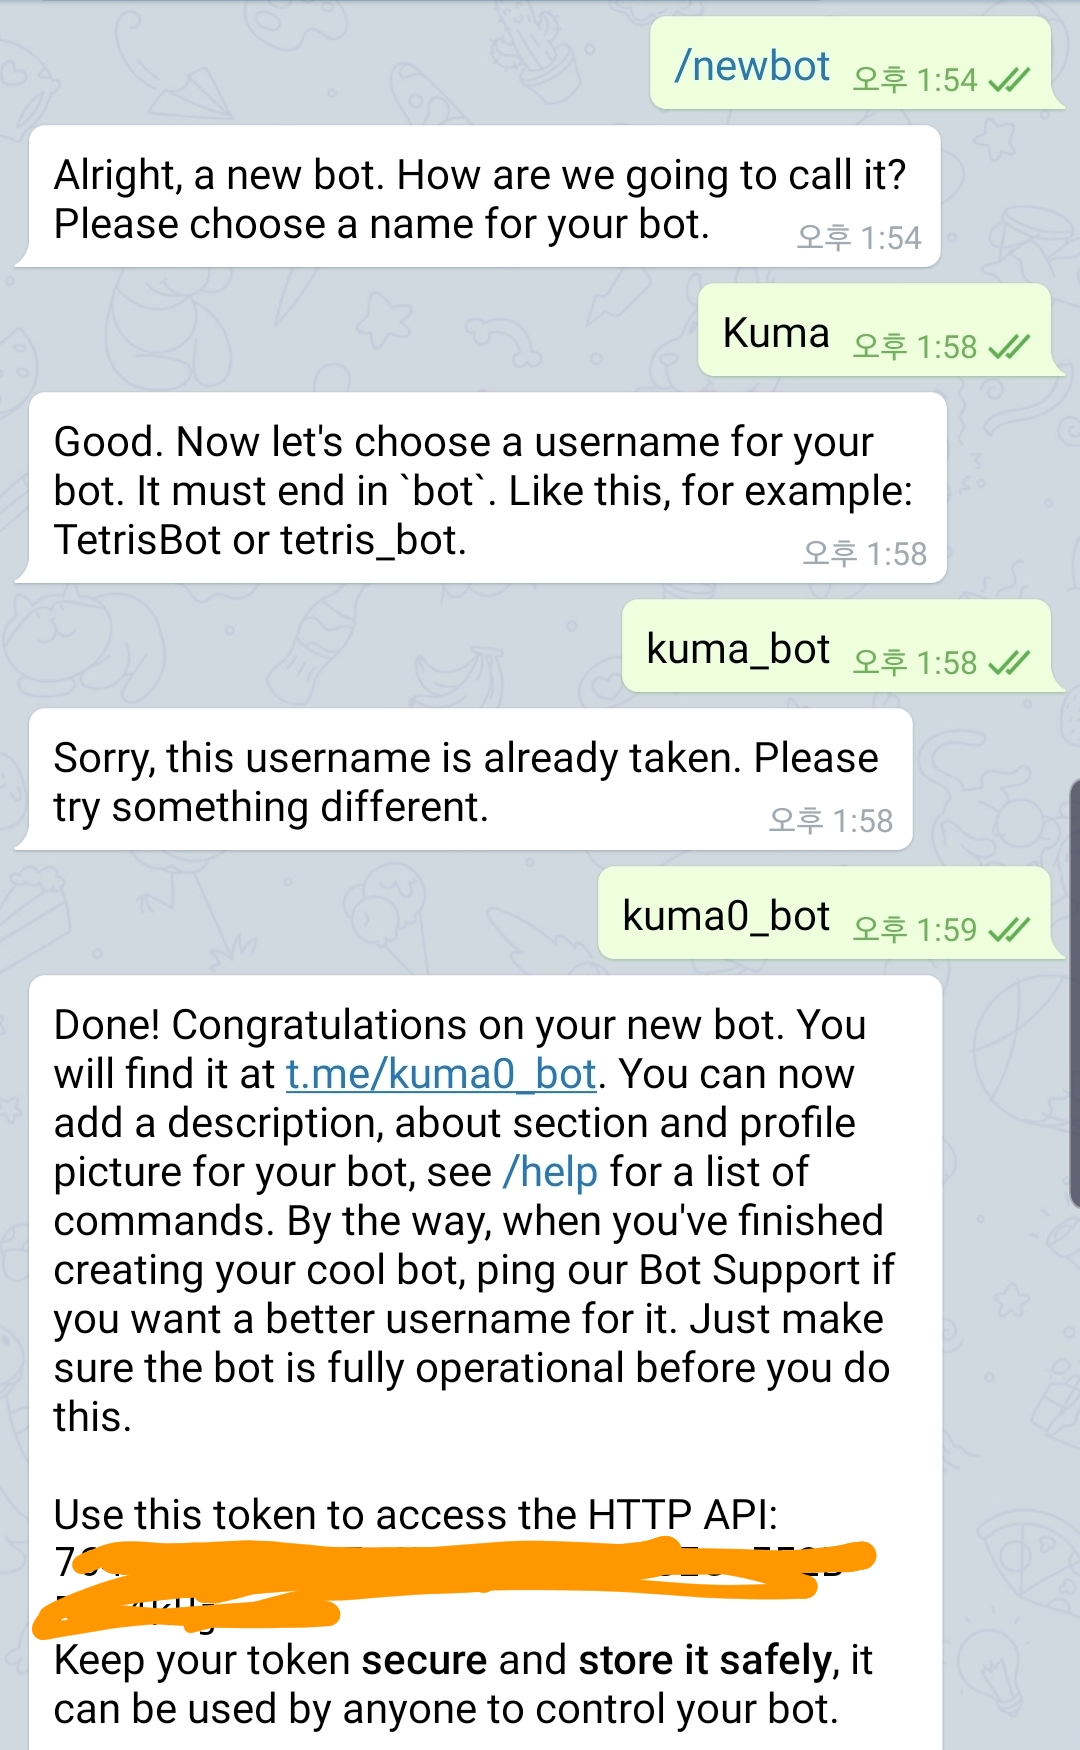 /newbot 오후 1:54
Alright, a new bot. How are we going to call it?
Please choose a name for your bot. 오후 1:54
Kuma 오후 1:58
Good. Now let's choose a username for your
bot. It must end in `bot`. Like this, for example:
TetrisBot or tetris_bot. 오후 1:58
kuma_bot 오후 1:58
Sorry, this username is already taken. Please
try something different. 오후 1:58
kuma0_bot 오후 1:59
Done! Congratulations on your new bot. You
will find it at t.me/kuma0_bot. You can now
add a description, about section and profile
picture for your bot, see /help for a list of
commands. By the way, when you've finished
creating your cool bot, ping our Bot Support if
you want a better username for it. Just make
sure the bot is fully operational before you do
this.
Use this token to access the HTTP API:
Keep your token secure and store it safely, it
can be used by anyone to control your bot.